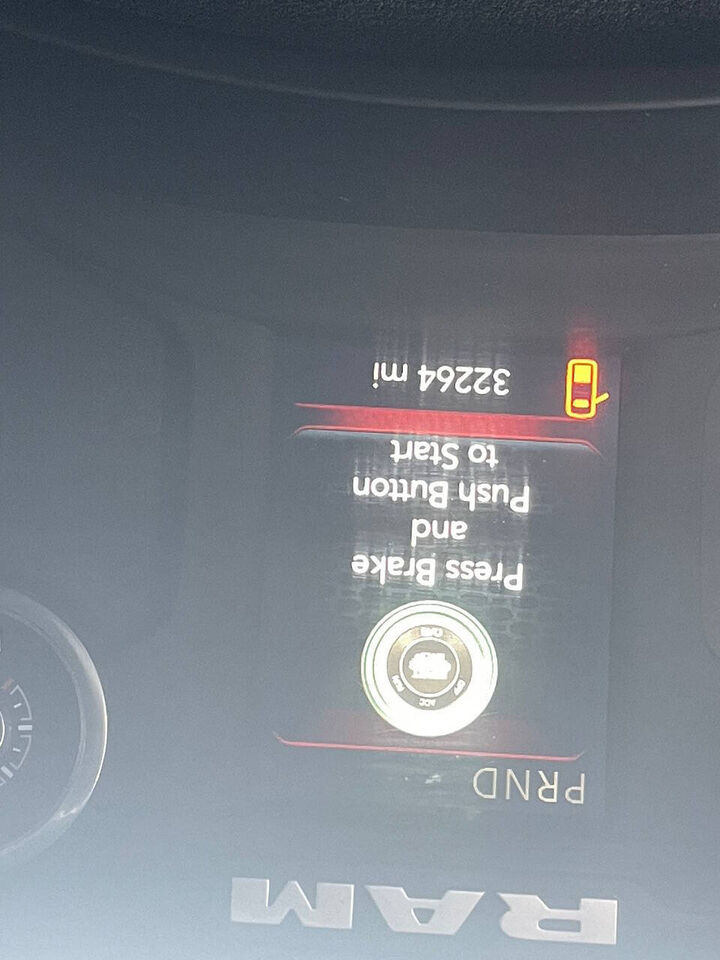 RAM
PRND
Press Brake
and
Push Button
to Start
32264 mi